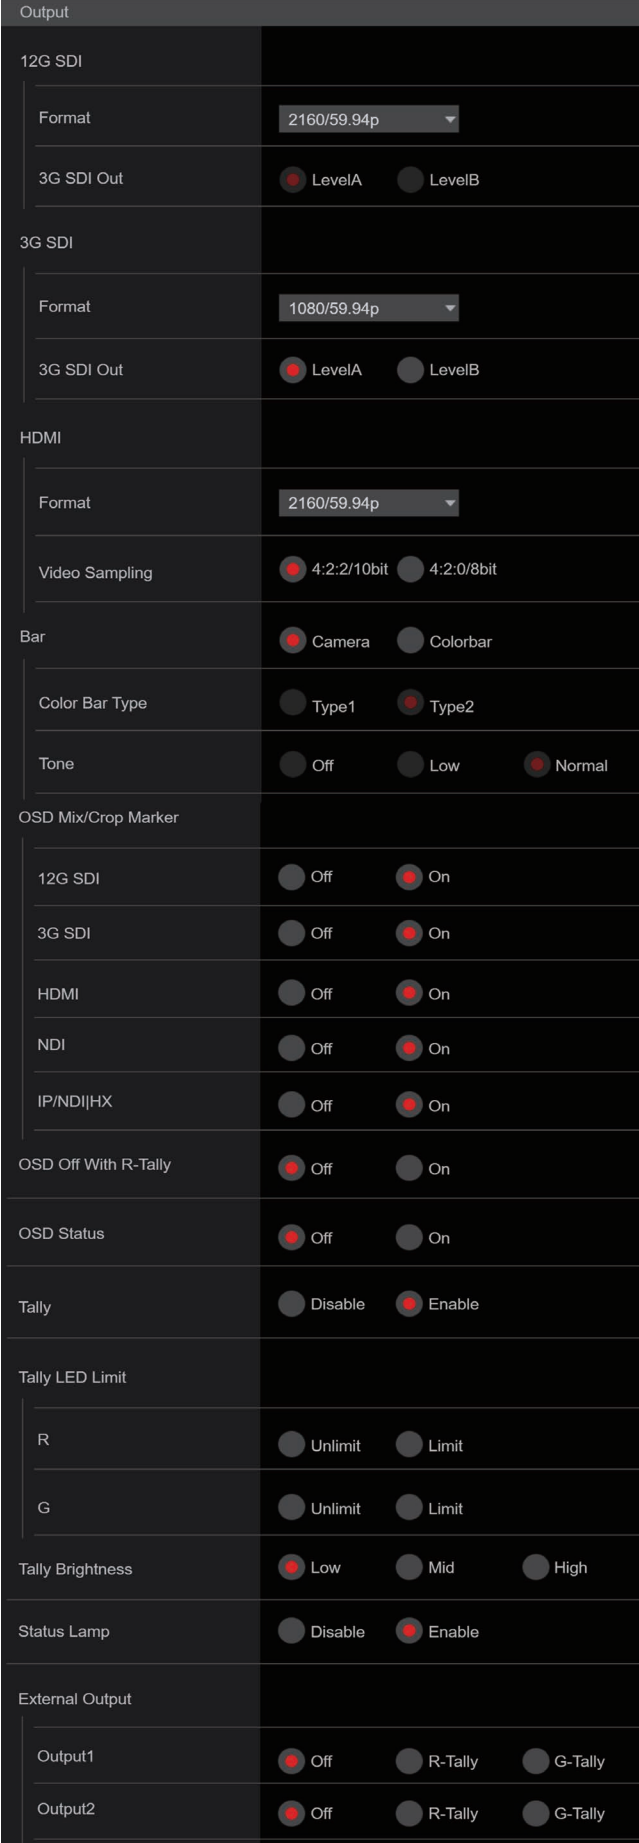 Output
12G SDI
Format 2160/59.94p
3G SDI Out LevelA LevelB
3G SDI
Format 1080/59.94p
3G SDI Out LevelA LevelB
HDMI
Format 2160/59.94p
Video Sampling 4:2:2/10bit 4:2:0/8bit
Bar Camera Colorbar
Color Bar Type Type1 Type2
Tone Off Low Normal
OSD Mix/Crop Marker
12G SDI Off On
3G SDI Off On
HDMI Off On
NDI Off On
IP/NDI|HX Off On
OSD Off With R-Tally Off On
OSD Status Off On
Tally Disable Enable
Tally LED Limit
R Unlimit Limit
G Unlimit Limit
Tally Brightness Low Mid High
Status Lamp Disable Enable
External Output
Output1 Off R-Tally G-Tally
Output2 Off R-Tally G-Tally